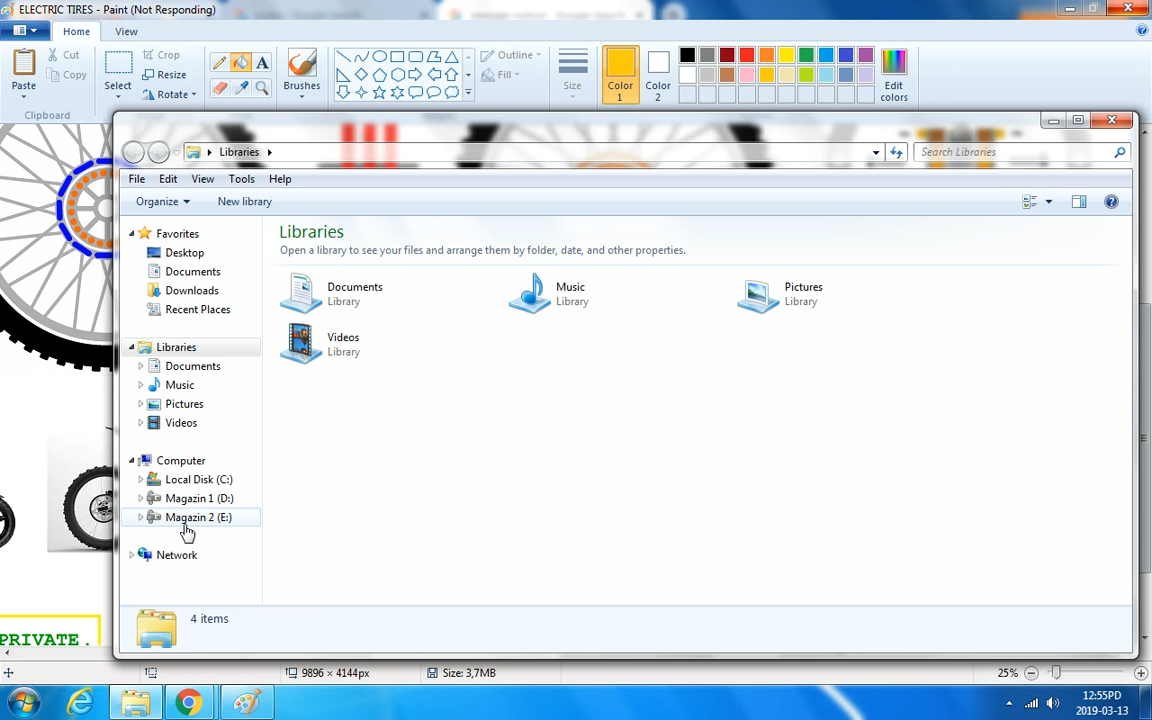 ELECTRIC TIRES - Paint (Not Responding)
Home
View
Paste
Cut
Copy
Clipboard
Select
Crop
Resize
Rotate
A
Brushes
Outline
Fill
Size
Color 1
Color 2
Edit colors
Libraries
Search Libraries
File Edit View Tools Help
Organize
New library
Favorites
Desktop
Documents
Downloads
Recent Places
Libraries
Documents
Music
Pictures
Videos
Computer
Local Disk (C:)
Magazin 1 (D:)
Magazin 2 (E:)
Network
Libraries
Open a library to see your files and arrange them by folder, date, and other properties.
Documents
Library
Music
Library
Pictures
Library
Videos
Library
4 items
PRIVATE.
9896 × 4144px
Size: 3,7MB
25%
12:55PD
2019-03-13